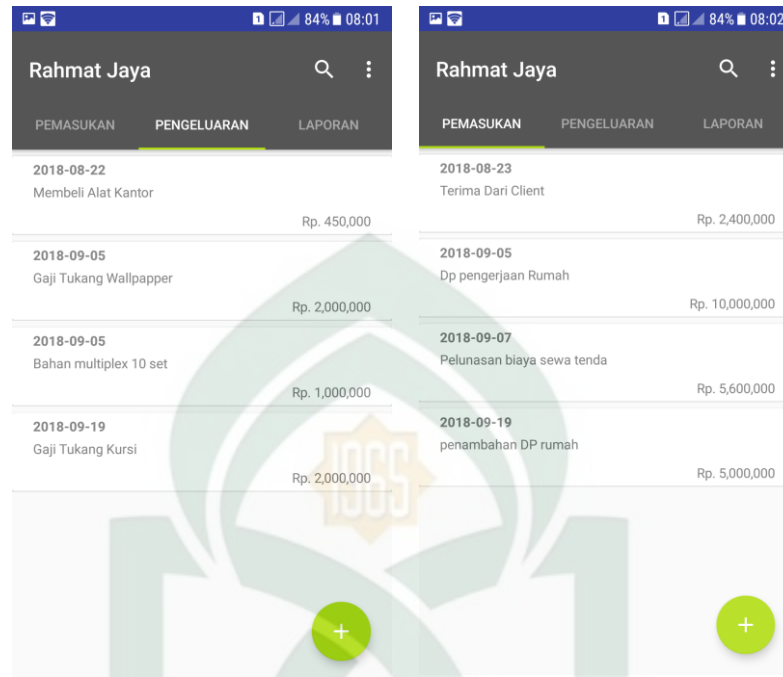 1 84% 08:01
Rahmat Jaya
PEMASUKAN PENGELUARAN LAPORAN
2018-08-22
Membeli Alat Kantor
Rp. 450,000
2018-09-05
Gaji Tukang Wallpapper
Rp. 2,000,000
2018-09-05
Bahan multiplex 10 set
Rp. 1,000,000
2018-09-19
Gaji Tukang Kursi
Rp. 2,000,000
+
1965
1 84% 08:02
Rahmat Jaya
PEMASUKAN PENGELUARAN LAPORAN
2018-08-23
Terima Dari Client
Rp. 2,400,000
2018-09-05
Dp pengerjaan Rumah
Rp. 10,000,000
2018-09-07
Pelunasan biaya sewa tenda
Rp. 5,600,000
2018-09-19
penambahan DP rumah
Rp. 5,000,000
+